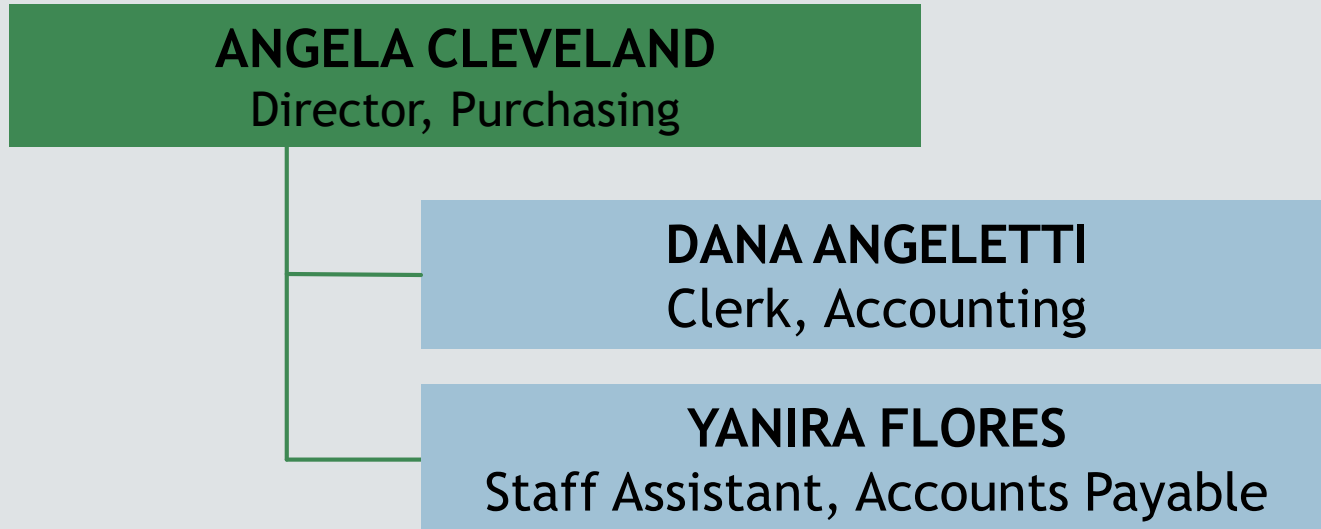 ANGELA CLEVELAND
Director, Purchasing
DANA ANGELETTI
Clerk, Accounting
YANIRA FLORES
Staff Assistant, Accounts Payable